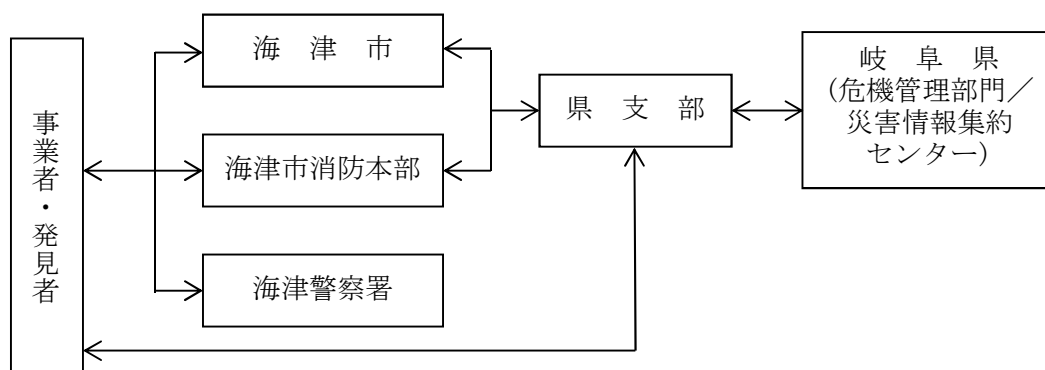 事業者・発見者
海　津　市
海津市消防本部
海津警察署
県　支　部
岐　阜　県
(危機管理部門／
災害情報集約
センター)